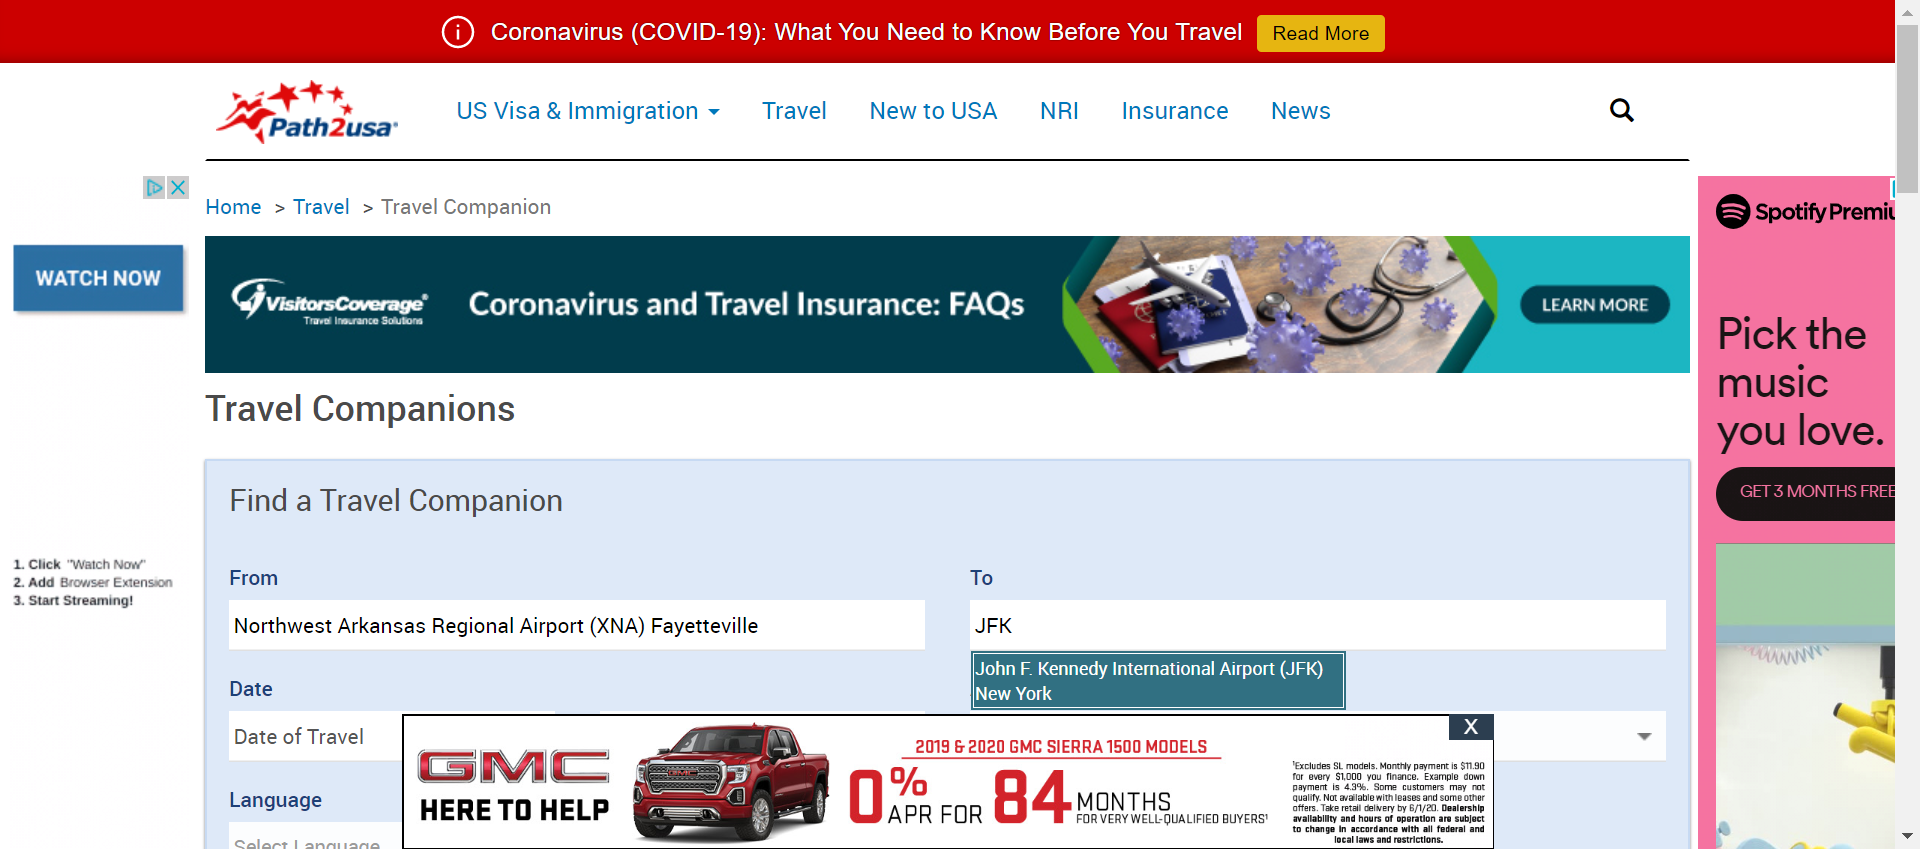 Coronavirus (COVID-19): What You Need to Know Before You Travel
Read More
Path2usa
US Visa & Immigration
Travel
New to USA
NRI
Insurance
News
Home > Travel > Travel Companion
WATCH NOW
VisitorsCoverage
Travel Insurance Solutions
Coronavirus and Travel Insurance: FAQs
LEARN MORE
Spotify Premiu
Pick the
music
you love.
GET 3 MONTHS FREE
Travel Companions
Find a Travel Companion
1. Click "Watch Now"
2. Add Browser Extension
3. Start Streaming!
From
Northwest Arkansas Regional Airport (XNA) Fayetteville
To
JFK
John F. Kennedy International Airport (JFK)
New York
Date
Date of Travel
Language
Select Language
X
GMC
HERE TO HELP
GMC
2019 & 2020 GMC SIERRA 1500 MODELS
0% APR FOR 84 MONTHS
FOR VERY WELL-QUALIFIED BUYERS¹
¹Excludes SL models. Monthly payment is $11.90
for every $1,000 you finance. Example down
payment is 4.3%. Some customers may not
qualify. Not available with leases and some other
offers. Take retail delivery by 6/1/20. Dealership
availability and hours of operation are subject
to change in accordance with all federal and
local laws and restrictions.